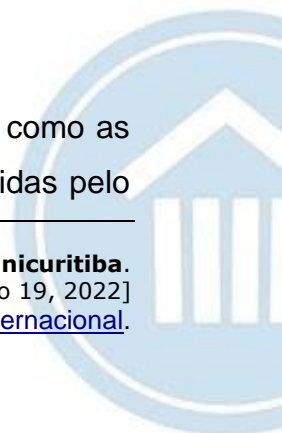 como as
idas pelo
nicuritiba.
o 19, 2022]
ernacional.